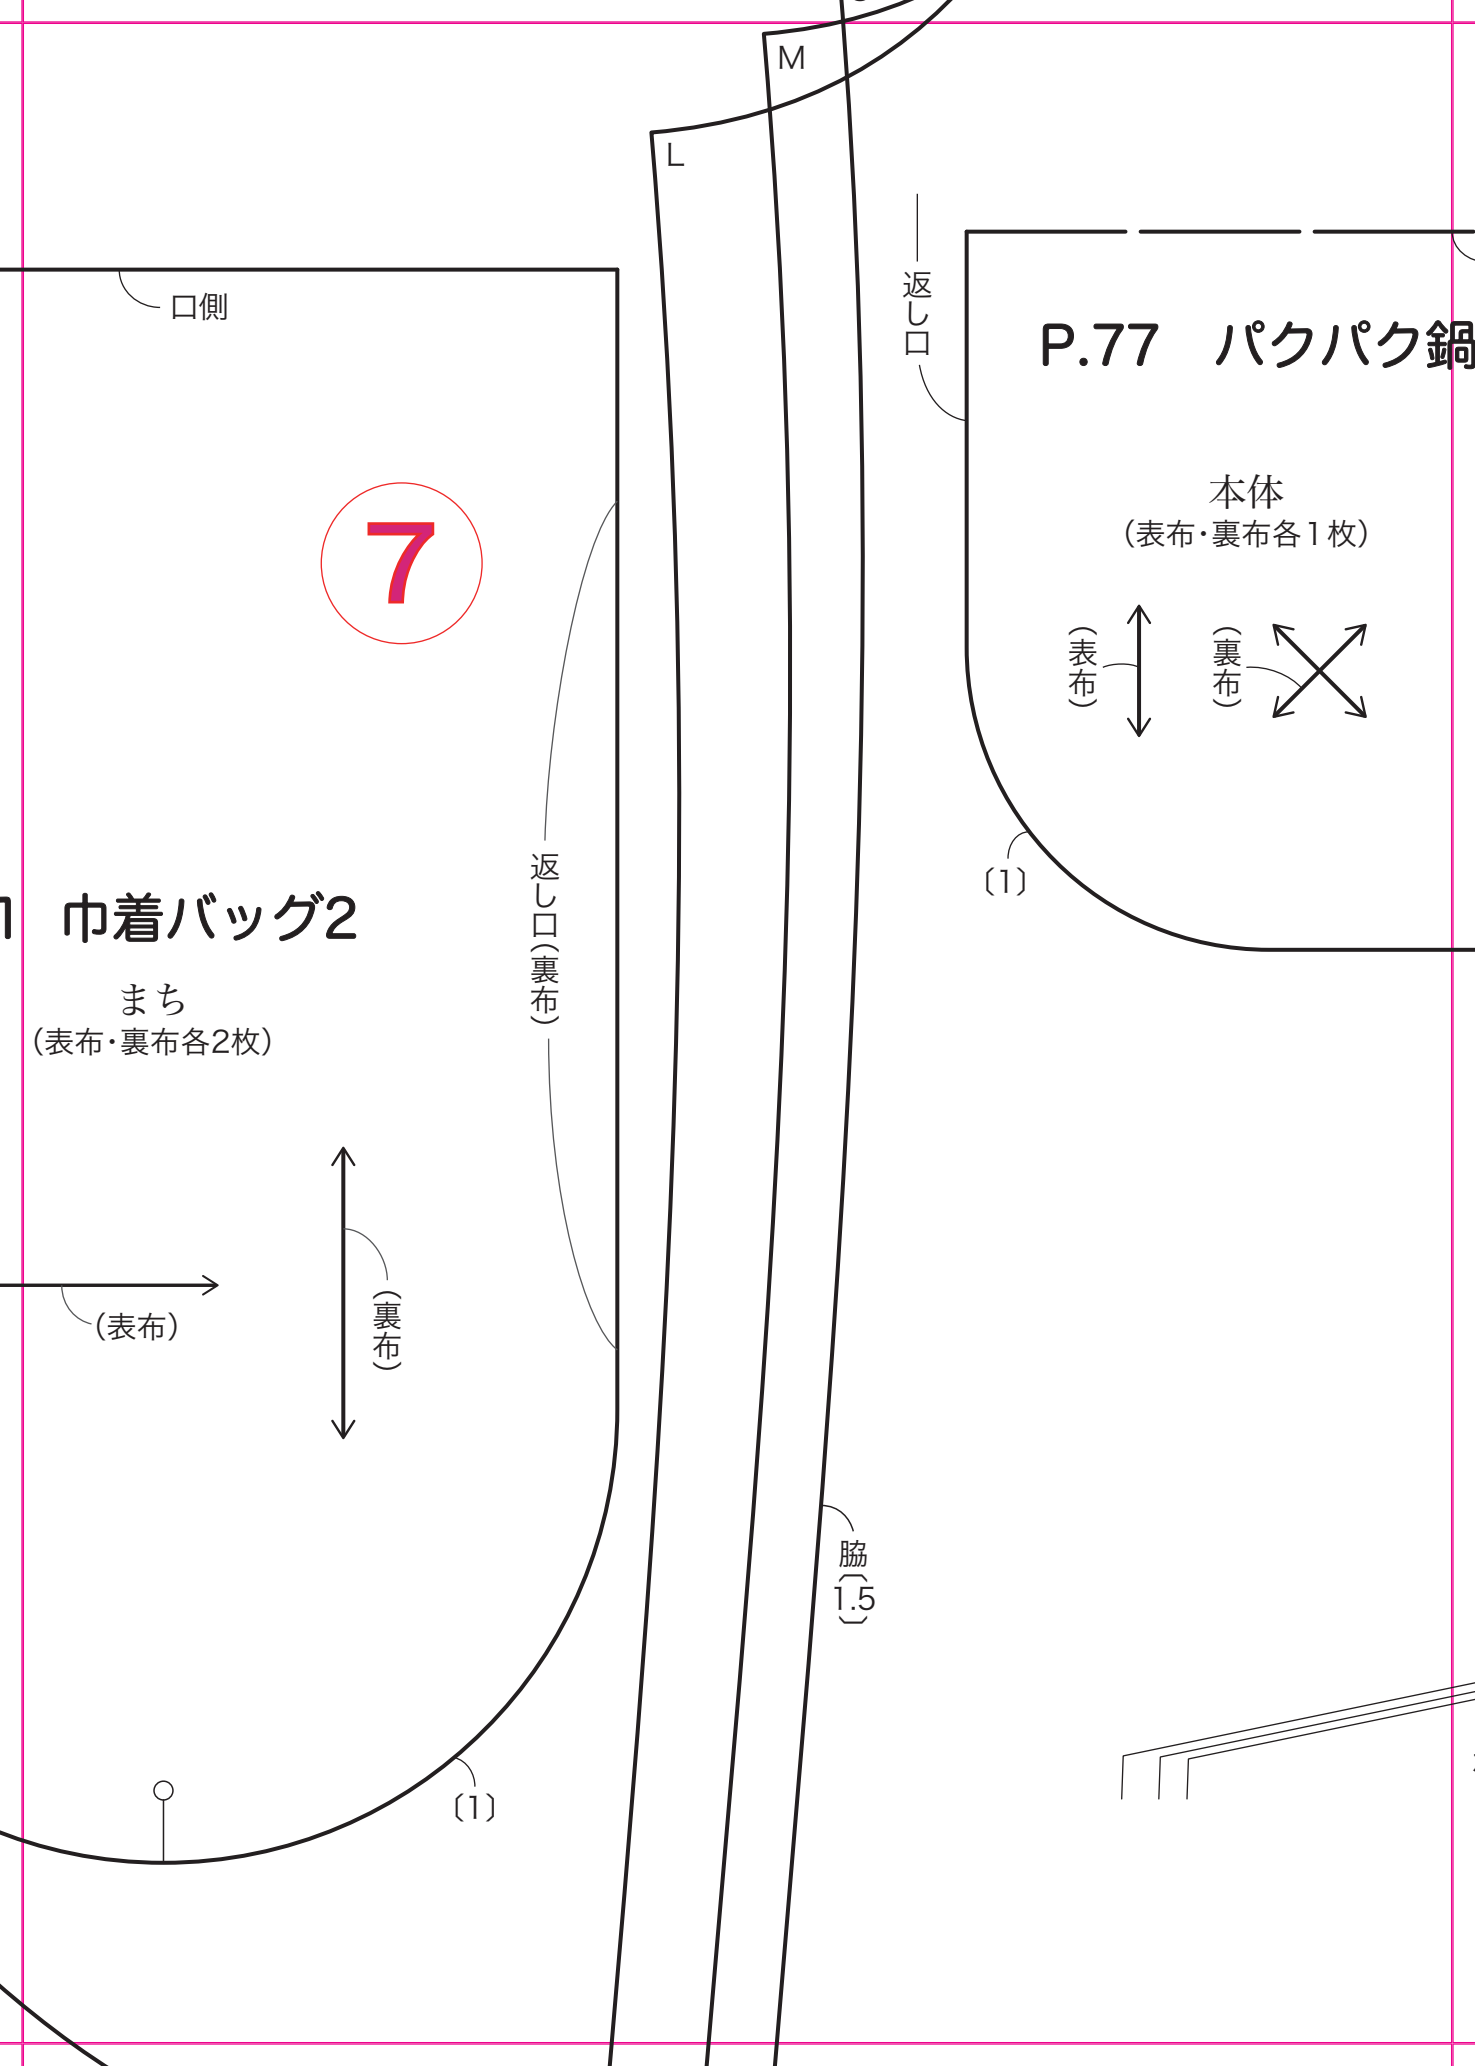 M
L
口側
7
返し口(裏布)
巾着バッグ2
まち
(表布・裏布各2枚)
(表布)
(裏布)
〔1〕
脇〔1.5〕
返し口
P.77 パクパク鍋
本体
(表布・裏布各1枚)
(表布)
(裏布)
〔1〕